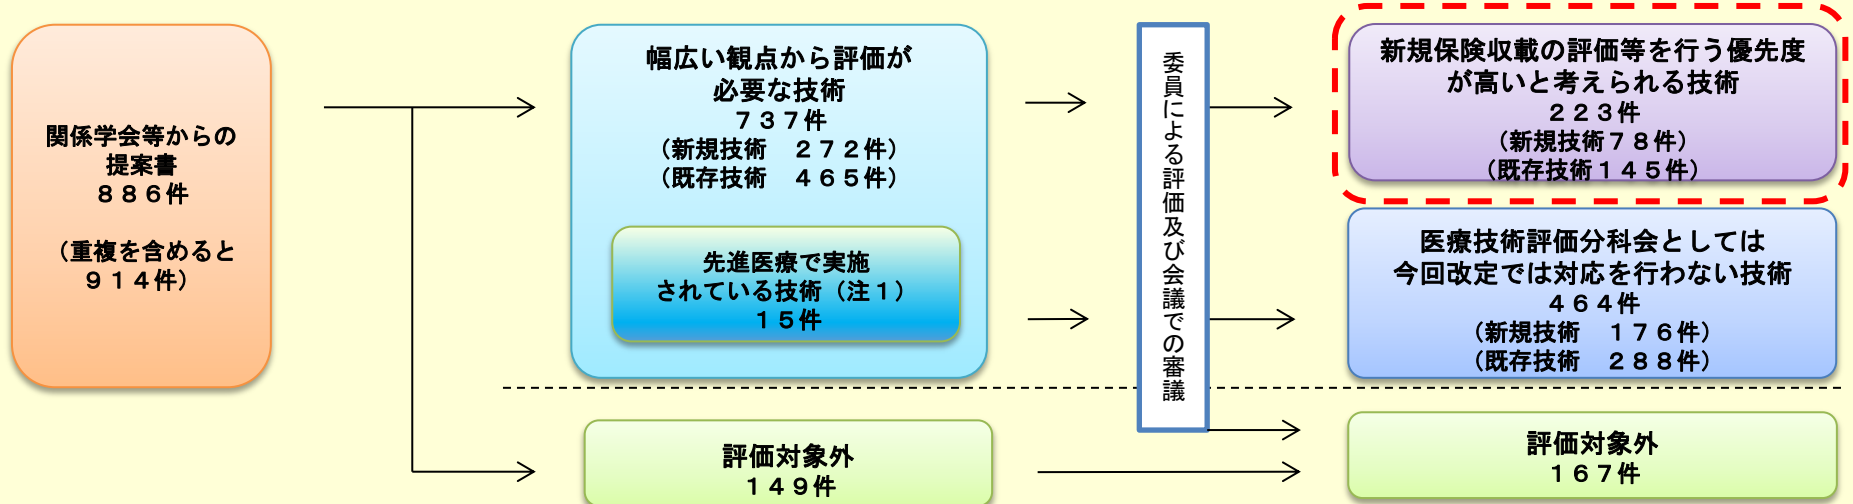 関係学会等からの
提案書
８８６件
（重複を含めると
９１４件）
幅広い観点から評価が
必要な技術
７３７件
（新規技術　２７２件）
（既存技術　４６５件）
先進医療で実施
されている技術（注１）
１５件
評価対象外
１４９件
委員による評価及び会議での審議
新規保険収載の評価等を行う優先度
が高いと考えられる技術
２２３件
（新規技術７８件）
（既存技術１４５件）
医療技術評価分科会としては
今回改定では対応を行わない技術
４６４件
（新規技術　１７６件）
（既存技術　２８８件）
評価対象外
１６７件